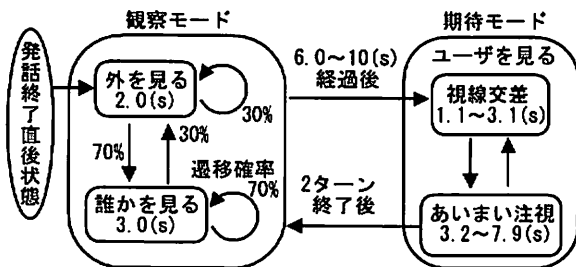 観察モード
期待モード
発話終了直後状態
外を見る
2.0(s)
30%
70%
30%
遷移確率
70%
誰かを見る
3.0(s)
6.0～10(s)
経過後
2ターン
終了後
ユーザを見る
視線交差
1.1～3.1(s)
あいまい注視
3.2～7.9(s)